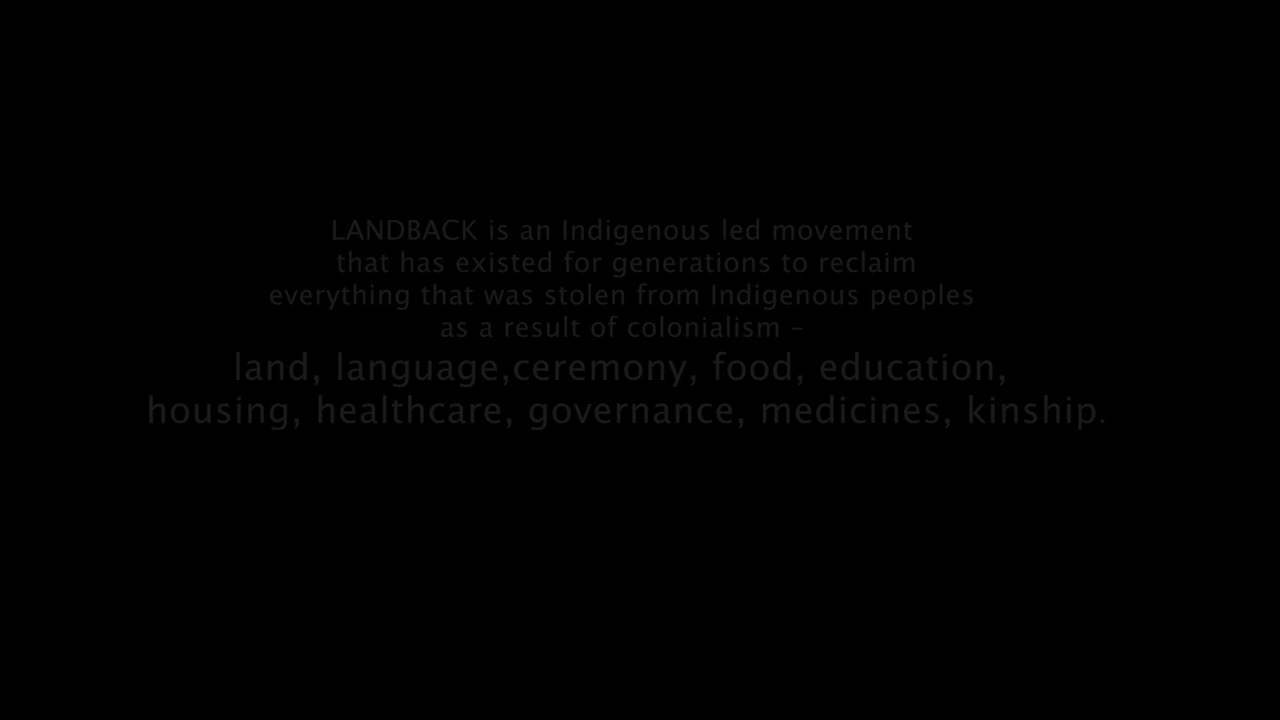 LANDBACK is an Indigenous led movement
that has existed for generations to reclaim
everything that was stolen from Indigenous peoples
as a result of colonialism –
land, language,ceremony, food, education,
housing, healthcare, governance, medicines, kinship.